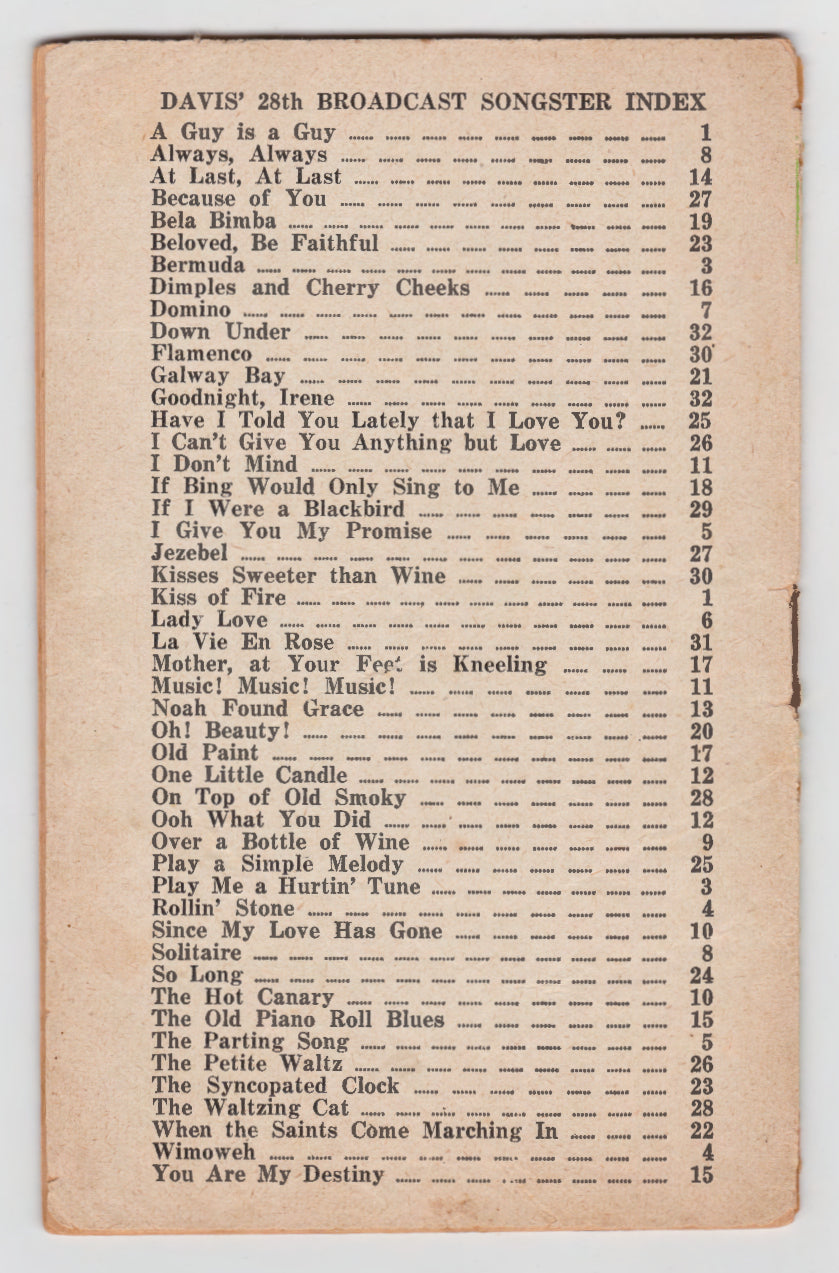 DAVIS' 28th BROADCAST SONGSTER INDEX
A Guy is a Guy ...... ...... ...... ...... ...... ...... ...... ...... ...... 1
Always, Always ...... ...... ...... ...... ...... ...... ...... ...... ...... 8
At Last, At Last ...... ...... ...... ...... ...... ...... ...... ...... ...... 14
Because of You ...... ...... ...... ...... ...... ...... ...... ...... ...... 27
Bela Bimba ...... ...... ...... ...... ...... ...... ...... ...... ...... ...... ...... 19
Beloved, Be Faithful ...... ...... ...... ...... ...... ...... ...... ...... 23
Bermuda ...... ...... ...... ...... ...... ...... ...... ...... ...... ...... ...... ...... 3
Dimples and Cherry Cheeks ...... ...... ...... ...... ...... 16
Domino ...... ...... ...... ...... ...... ...... ...... ...... ...... ...... ...... ...... 7
Down Under ...... ...... ...... ...... ...... ...... ...... ...... ...... ...... 32
Flamenco ...... ...... ...... ...... ...... ...... ...... ...... ...... ...... ...... 30
Galway Bay ...... ...... ...... ...... ...... ...... ...... ...... ...... ...... 21
Goodnight, Irene ...... ...... ...... ...... ...... ...... ...... ...... ...... 32
Have I Told You Lately that I Love You? ...... 25
I Can't Give You Anything but Love ...... ...... ...... 26
I Don't Mind ...... ...... ...... ...... ...... ...... ...... ...... ...... ...... 11
If Bing Would Only Sing to Me ...... ...... ...... ...... 18
If I Were a Blackbird ...... ...... ...... ...... ...... ...... ...... 29
I Give You My Promise ...... ...... ...... ...... ...... ...... 5
Jezebel ...... ...... ...... ...... ...... ...... ...... ...... ...... ...... ...... ...... 27
Kisses Sweeter than Wine ...... ...... ...... ...... ...... ...... 30
Kiss of Fire ...... ...... ...... ...... ...... ...... ...... ...... ...... ...... 1
Lady Love ...... ...... ...... ...... ...... ...... ...... ...... ...... ...... ...... 6
La Vie En Rose ...... ...... ...... ...... ...... ...... ...... ...... ...... 31
Mother, at Your Feet is Kneeling ...... ...... ...... 17
Music! Music! Music! ...... ...... ...... ...... ...... ...... ...... 11
Noah Found Grace ...... ...... ...... ...... ...... ...... ...... ...... 13
Oh! Beauty! ...... ...... ...... ...... ...... ...... ...... ...... ...... ...... 20
Old Paint ...... ...... ...... ...... ...... ...... ...... ...... ...... ...... ...... 17
One Little Candle ...... ...... ...... ...... ...... ...... ...... ...... ...... 12
On Top of Old Smoky ...... ...... ...... ...... ...... ...... ...... 28
Ooh What You Did ...... ...... ...... ...... ...... ...... ...... ...... 12
Over a Bottle of Wine ...... ...... ...... ...... ...... ...... ...... 9
Play a Simple Melody ...... ...... ...... ...... ...... ...... ...... 25
Play Me a Hurtin' Tune ...... ...... ...... ...... ...... ...... ...... 3
Rollin' Stone ...... ...... ...... ...... ...... ...... ...... ...... ...... ...... 4
Since My Love Has Gone ...... ...... ...... ...... ...... ...... 10
Solitaire ...... ...... ...... ...... ...... ...... ...... ...... ...... ...... ...... ...... 8
So Long ...... ...... ...... ...... ...... ...... ...... ...... ...... ...... ...... ...... 24
The Hot Canary ...... ...... ...... ...... ...... ...... ...... ...... ...... 10
The Old Piano Roll Blues ...... ...... ...... ...... ...... ...... 15
The Parting Song ...... ...... ...... ...... ...... ...... ...... ...... ...... 5
The Petite Waltz ...... ...... ...... ...... ...... ...... ...... ...... ...... 26
The Syncopated Clock ...... ...... ...... ...... ...... ...... ...... 23
The Waltzing Cat ...... ...... ...... ...... ...... ...... ...... ...... ...... 28
When the Saints Come Marching In ...... ...... ...... 22
Wimoweh ...... ...... ...... ...... ...... ...... ...... ...... ...... ...... ...... 4
You Are My Destiny ...... ...... ...... ...... ...... ...... ...... ...... 15